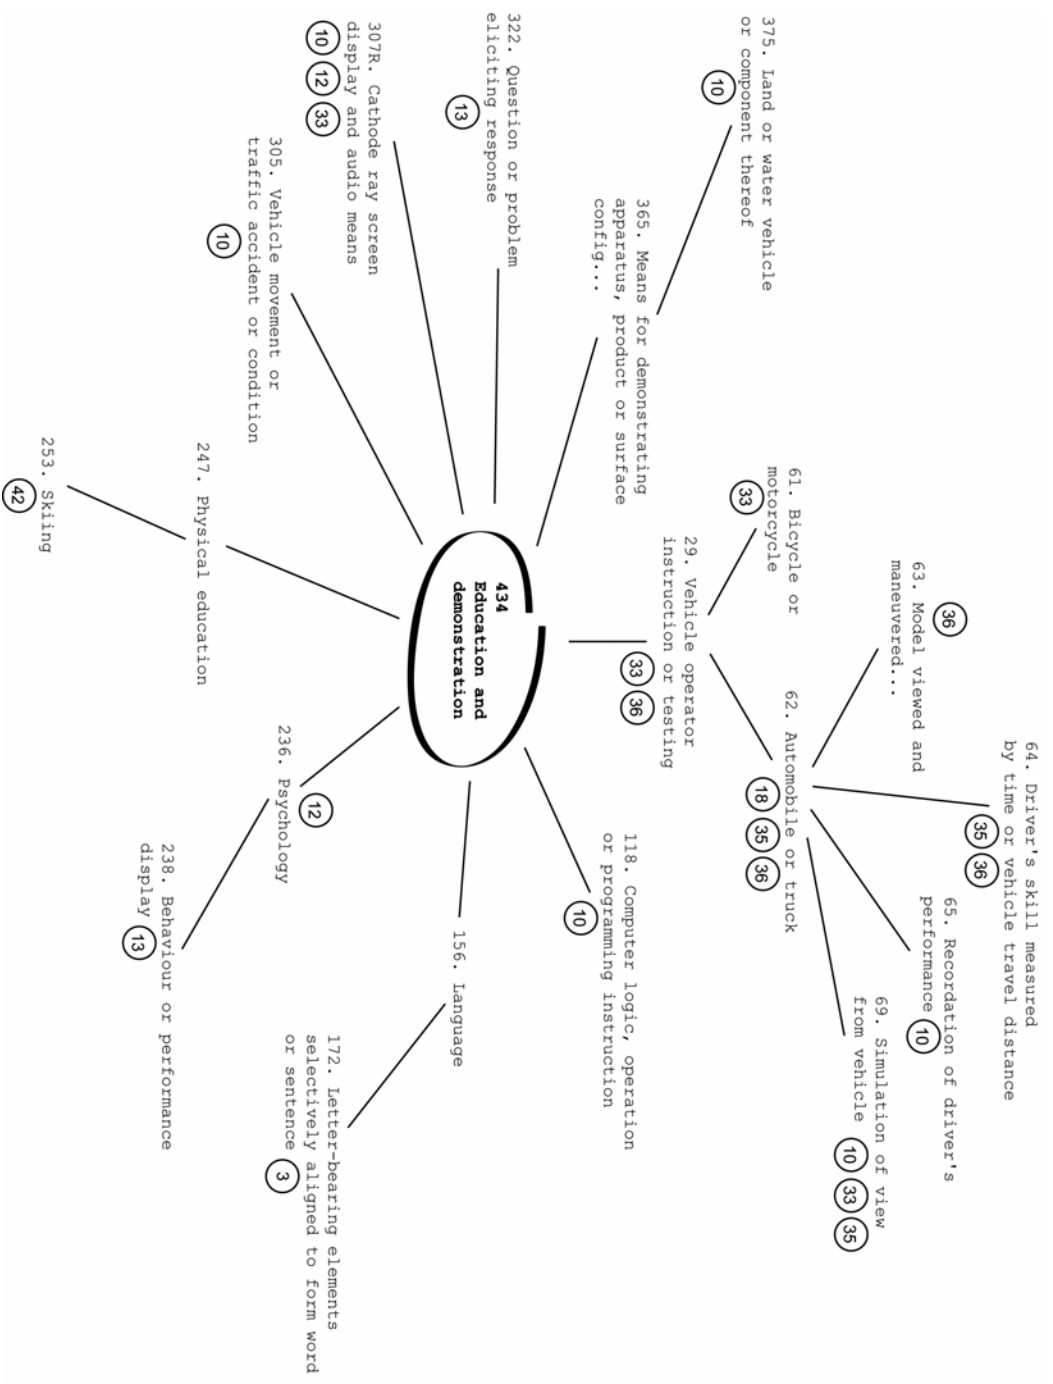 64. Driver's skill measured
by time or vehicle travel distance
35 36
63. Model viewed and
maneuvered...
36
65. Recordation of driver's
performance 10
69. Simulation of view
from vehicle 10 33 35
61. Bicycle or
motorcycle
33
62. Automobile or truck
18 35 36
375. Land or water vehicle
or component thereof
10
29. Vehicle operator
instruction or testing
33 36
365. Means for demonstrating
apparatus, product or surface
config...
118. Computer logic, operation
or programming instruction
10
322. Question or problem
eliciting response
13
434
Education and
demonstration
156. Language
307R. Cathode ray screen
display and audio means
10 12 33
172. Letter-bearing elements
selectively aligned to form word
or sentence 3
305. Vehicle movement or
traffic accident or condition
10
236. Psychology
12
247. Physical education
238. Behaviour or performance
display 13
253. Skiing
42